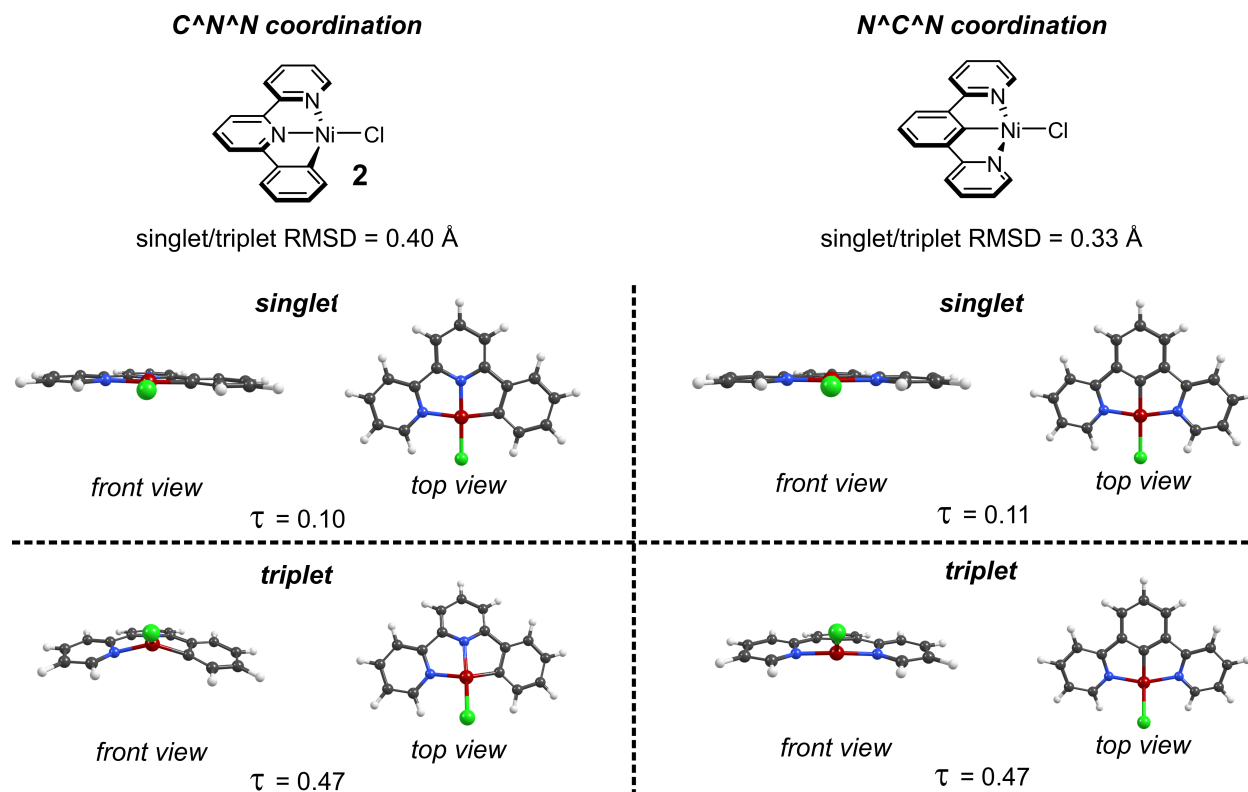 C^N^N coordination
N
N
Ni
Cl
2
singlet/triplet RMSD = 0.40 Å
N^C^N coordination
N
Ni
Cl
N
singlet/triplet RMSD = 0.33 Å
singlet
front view
top view
τ = 0.10
singlet
front view
top view
τ = 0.11
triplet
front view
top view
τ = 0.47
triplet
front view
top view
τ = 0.47